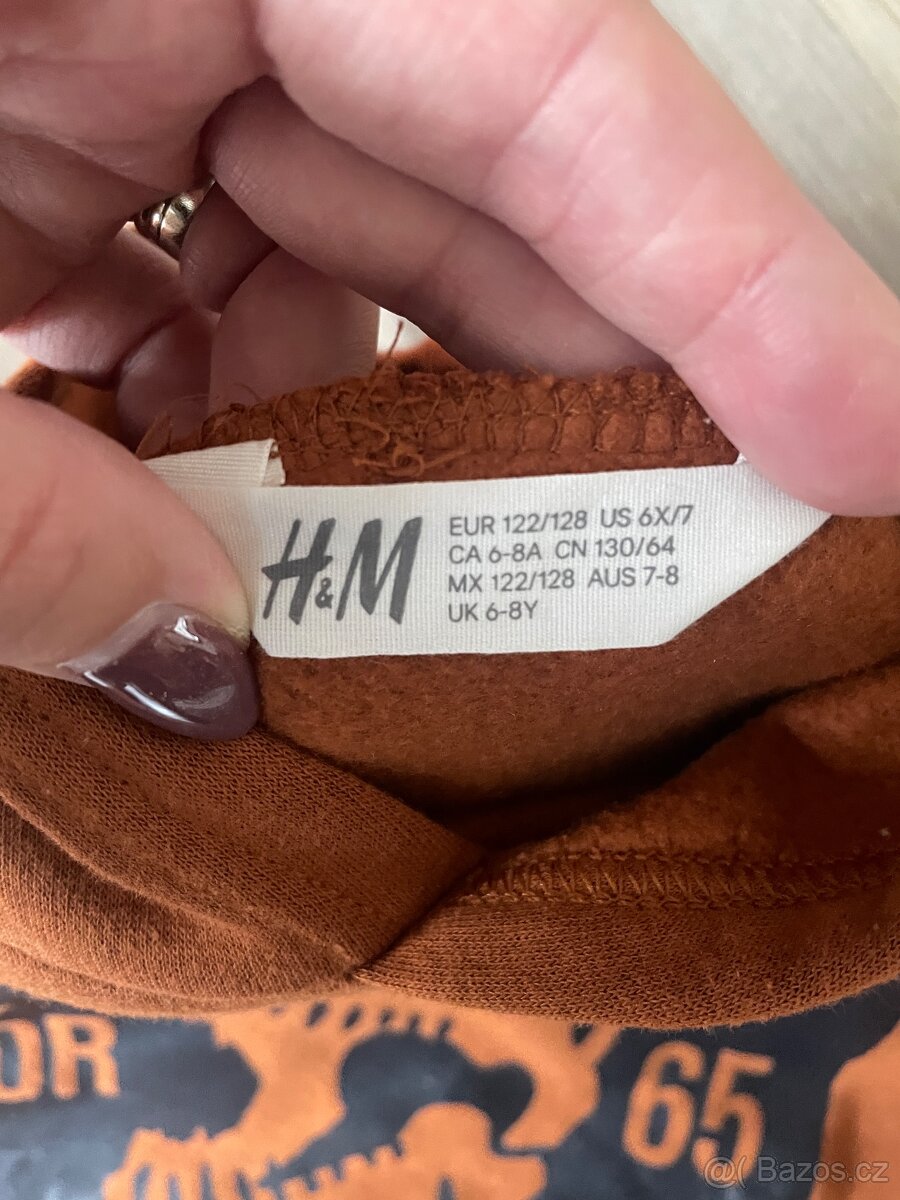 H&M
EUR 122/128 US 6X/7
CA 6-8A CN 130/64
MX 122/128 AUS 7-8
UK 6-8Y
ÓR
65
Bazos.cz